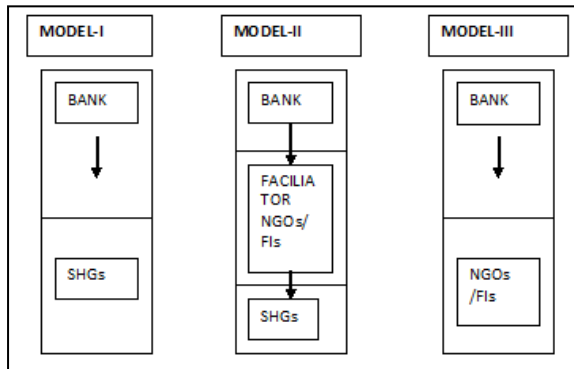 MODEL-I
BANK
SHGs
MODEL-II
BANK
FACILIA
TOR
NGOs/
FIs
SHGs
MODEL-III
BANK
NGOs
/FIs